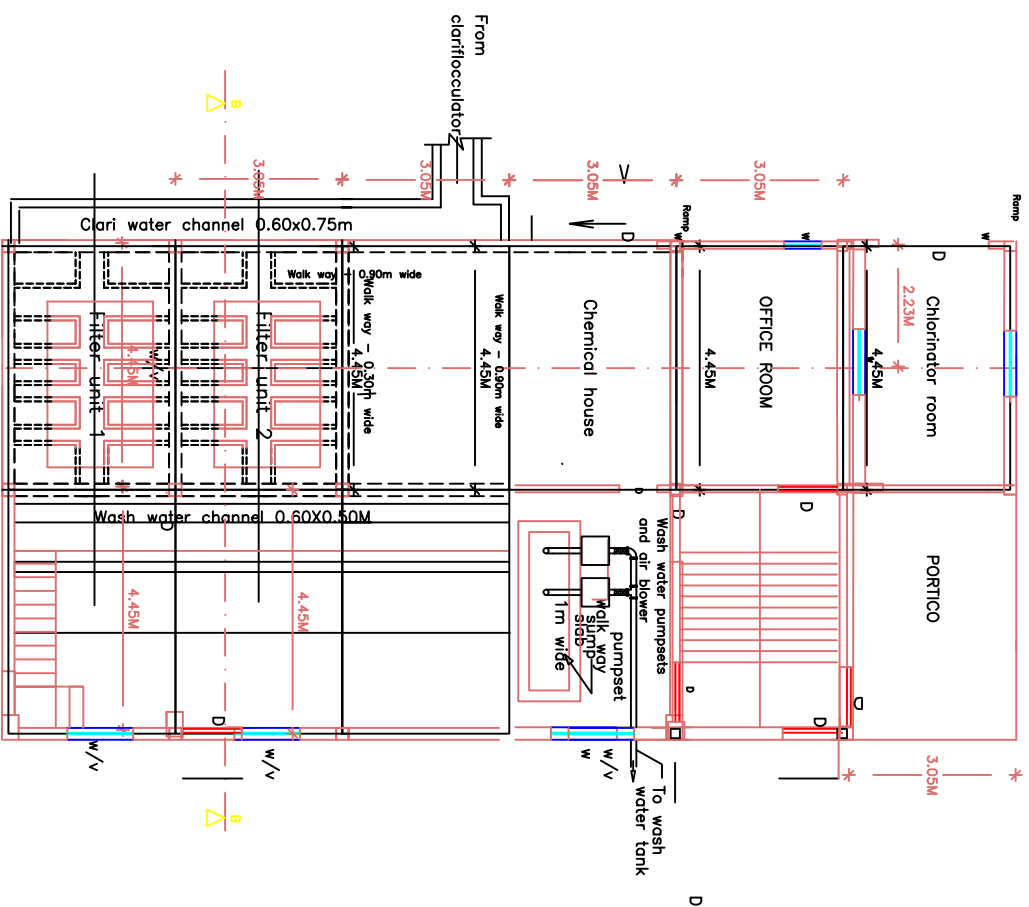 From
clariflocculator
B
3.05M
3.05M
3.05M
3.05M
Ramp
Ramp
Clari water channel 0.60x0.75m
D
W
W
W
D
Walk way - 0.90m wide
Walk way - 0.30m wide
4.45M
Walk way - 0.90m wide
4.45M
Chemical house
4.45M
OFFICE ROOM
4.45M
2.23M
Chlorinator room
Filter unit 1
4.45M
W/V
Filter unit 2
Wash water channel 0.60X0.50M
D
D
D
D
Wash water pumpsets
and air blower
PORTICO
4.45M
4.45M
Walk way
slab
1m wide
sump
pumpset
D
D
D
D
W/V
W/V
W
W/V
To wash
water tank
3.05M
B
D